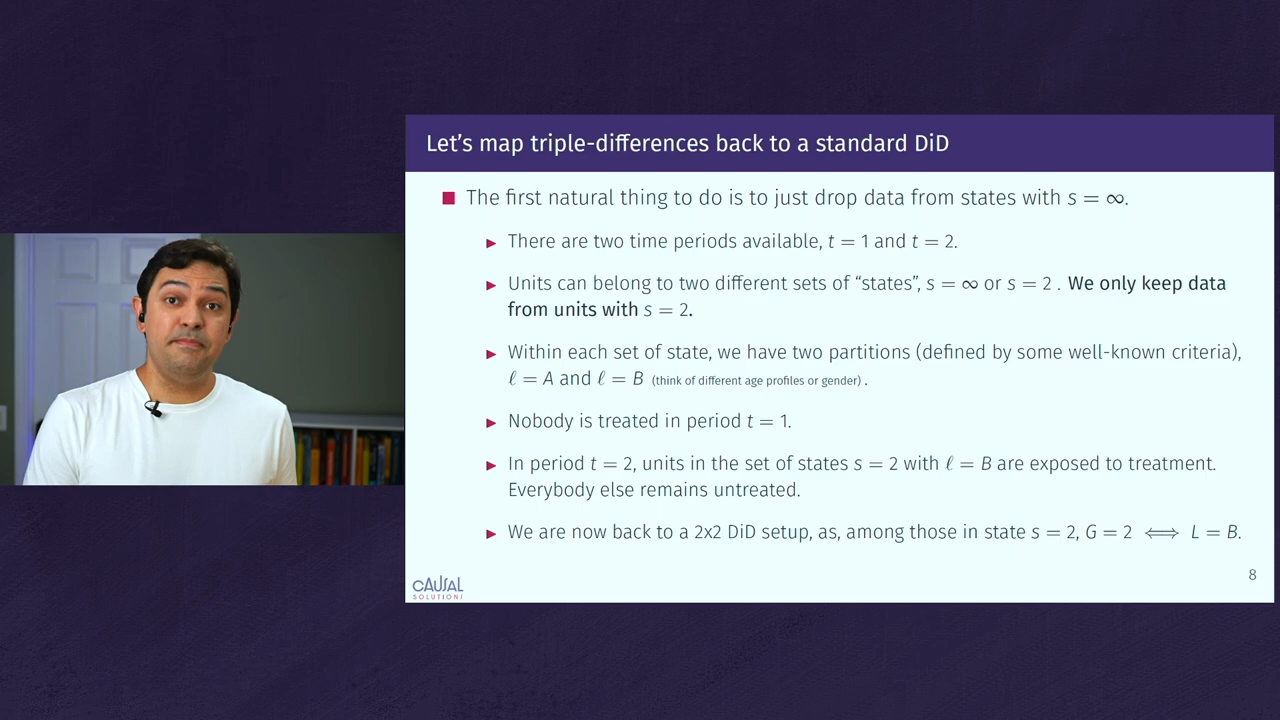 Let's map triple-differences back to a standard DiD
■ The first natural thing to do is to just drop data from states with s = ∞.
▶ There are two time periods available, t = 1 and t = 2.
▶ Units can belong to two different sets of “states”, s = ∞ or s = 2 . We only keep data
from units with s = 2.
▶ Within each set of state, we have two partitions (defined by some well-known criteria),
ℓ = A and ℓ = B (think of different age profiles or gender) .
▶ Nobody is treated in period t = 1.
▶ In period t = 2, units in the set of states s = 2 with ℓ = B are exposed to treatment.
Everybody else remains untreated.
▶ We are now back to a 2x2 DiD setup, as, among those in state s = 2, G = 2 ⟺ L = B.
8
CAUSAL
SOLUTIONS